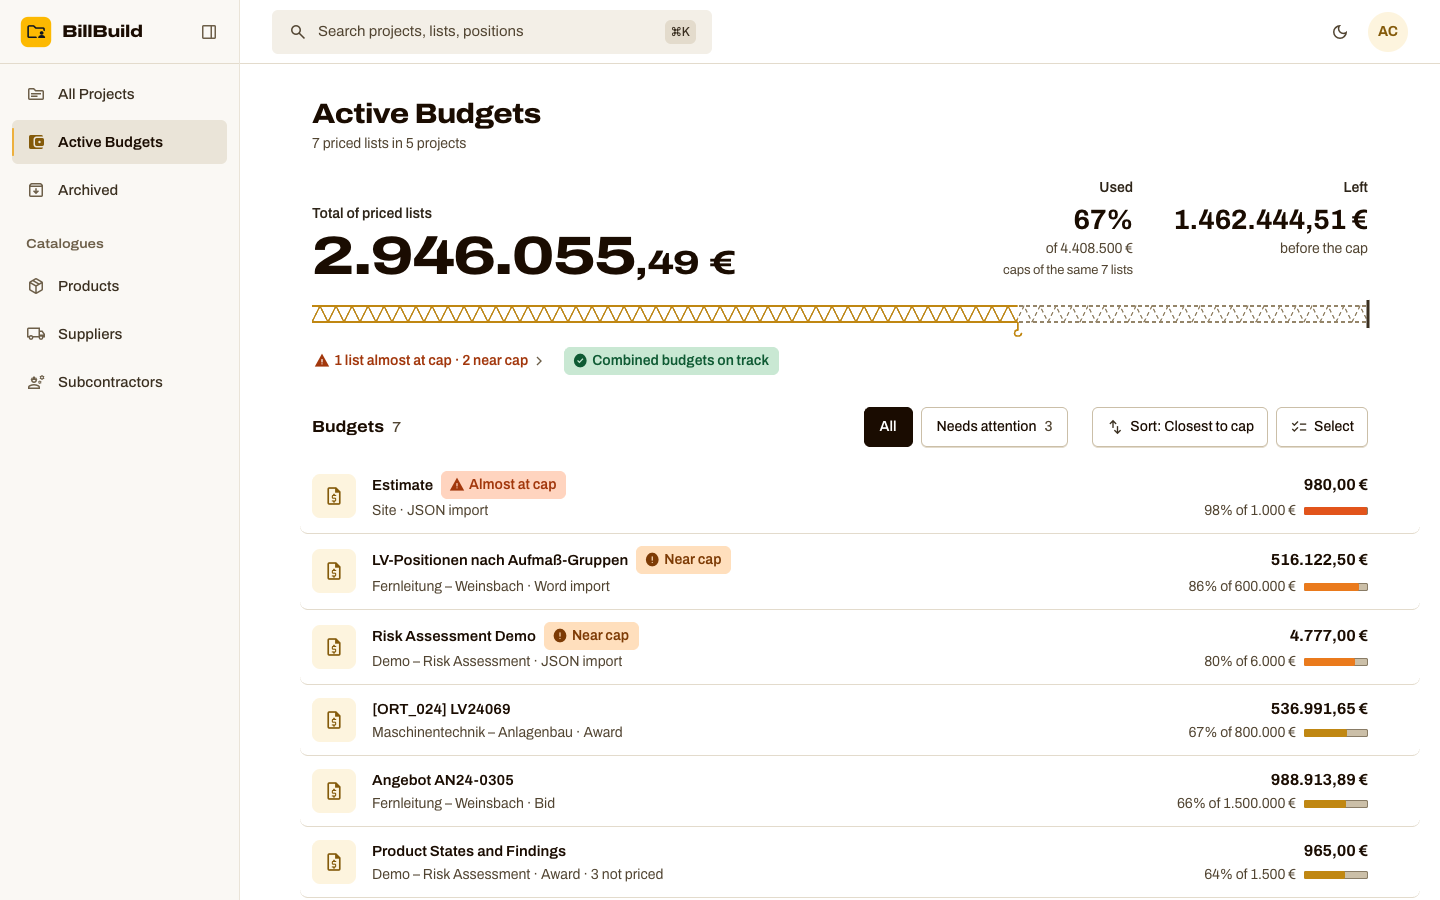 BillBuild
Search projects, lists, positions
⌘K
AC
All Projects
Active Budgets
Archived
Catalogues
Products
Suppliers
Subcontractors
Active Budgets
7 priced lists in 5 projects
Total of priced lists
2.946.055,49 €
Used
67%
of 4.408.500 €
caps of the same 7 lists
Left
1.462.444,51 €
before the cap
1 list almost at cap · 2 near cap
Combined budgets on track
Budgets 7
All
Needs attention 3
Sort: Closest to cap
Select
Estimate
Almost at cap
980,00 €
Site · JSON import
98% of 1.000 €
LV-Positionen nach Aufmaß-Gruppen
Near cap
516.122,50 €
Fernleitung – Weinsbach · Word import
86% of 600.000 €
Risk Assessment Demo
Near cap
4.777,00 €
Demo – Risk Assessment · JSON import
80% of 6.000 €
[ORT_024] LV24069
536.991,65 €
Maschinentechnik – Anlagenbau · Award
67% of 800.000 €
Angebot AN24-0305
988.913,89 €
Fernleitung – Weinsbach · Bid
66% of 1.500.000 €
Product States and Findings
965,00 €
Demo – Risk Assessment · Award · 3 not priced
64% of 1.500 €